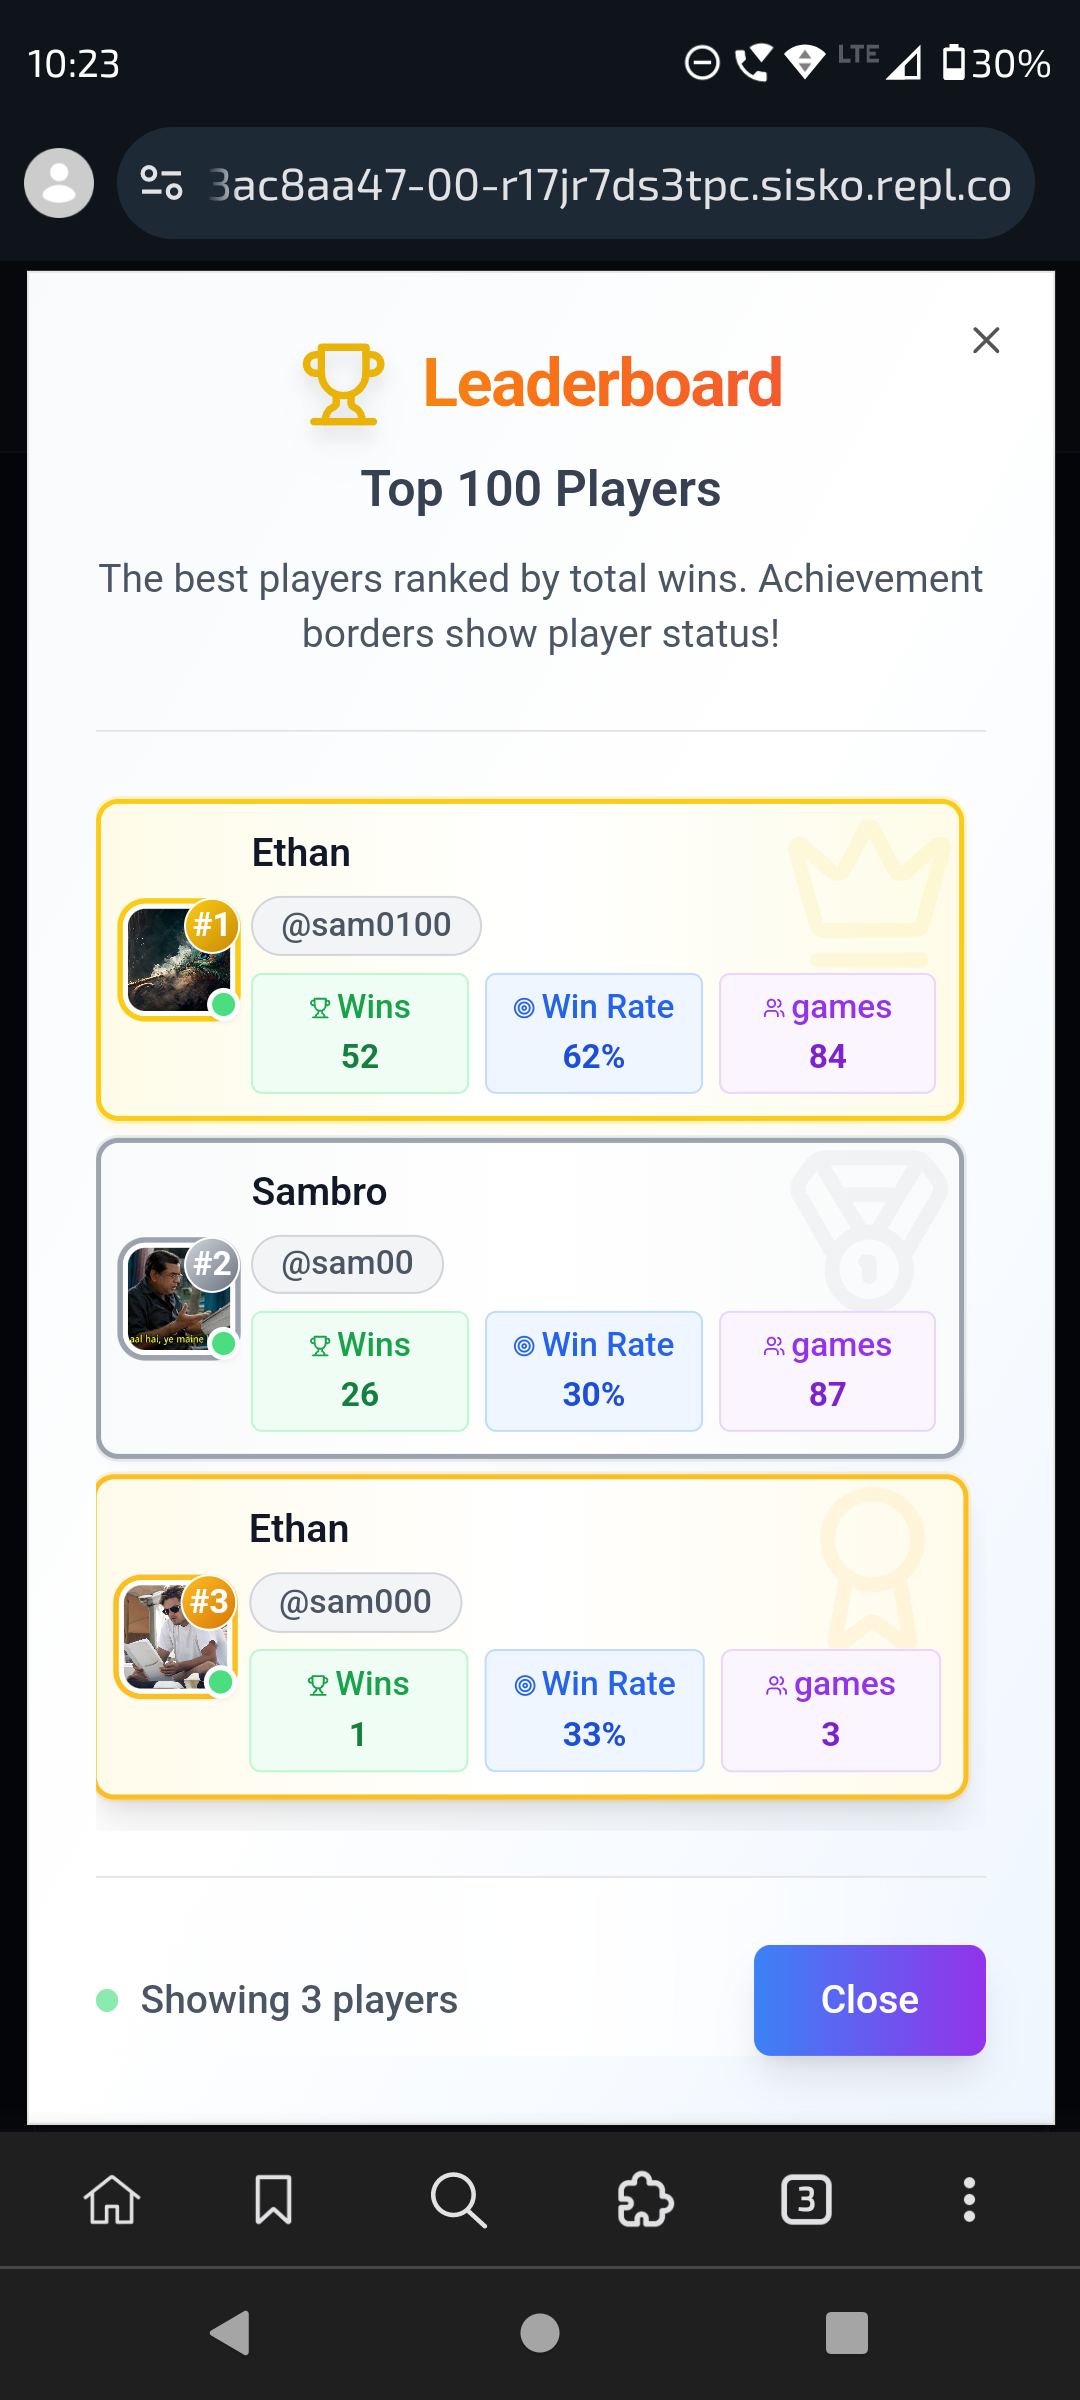 10:23
LTE
30%
3ac8aa47-00-r17jr7ds3tpc.sisko.repl.co
Leaderboard
Top 100 Players
The best players ranked by total wins. Achievement
borders show player status!
Ethan
#1
@sam0100
Wins
Win Rate
games
52
62%
84
Sambro
#2
@sam00
aal hai, ye maine
Wins
Win Rate
games
26
30%
87
Ethan
#3
@sam000
Wins
Win Rate
games
1
33%
3
Showing 3 players
Close
3